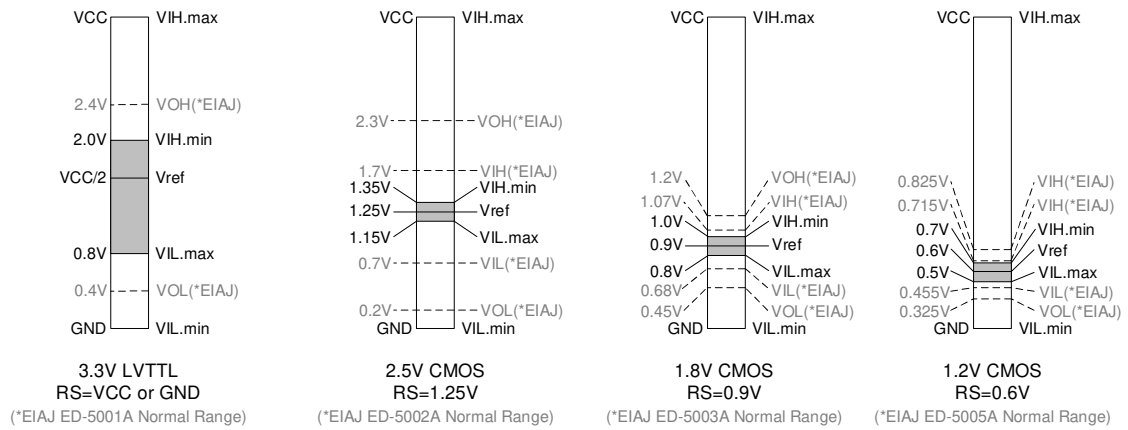 VCC VIH.max
2.4V VOH(*EIAJ)
2.0V VIH.min
VCC/2 Vref
0.8V VIL.max
0.4V VOL(*EIAJ)
GND VIL.min
3.3V LVTTL
RS=VCC or GND
(*EIAJ ED-5001A Normal Range)
VCC VIH.max
2.3V VOH(*EIAJ)
1.7V VIH(*EIAJ)
1.35V VIH.min
1.25V Vref
1.15V VIL.max
0.7V VIL(*EIAJ)
0.2V VOL(*EIAJ)
GND VIL.min
2.5V CMOS
RS=1.25V
(*EIAJ ED-5002A Normal Range)
VCC VIH.max
1.2V VOH(*EIAJ)
1.07V VIH(*EIAJ)
1.0V VIH.min
0.9V Vref
0.8V VIL.max
0.68V VIL(*EIAJ)
0.45V VOL(*EIAJ)
GND VIL.min
1.8V CMOS
RS=0.9V
(*EIAJ ED-5003A Normal Range)
VCC VIH.max
0.825V VIH(*EIAJ)
0.715V VIH(*EIAJ)
0.7V VIH.min
0.6V Vref
0.5V VIL.max
0.455V VIL(*EIAJ)
0.325V VOL(*EIAJ)
GND VIL.min
1.2V CMOS
RS=0.6V
(*EIAJ ED-5005A Normal Range)